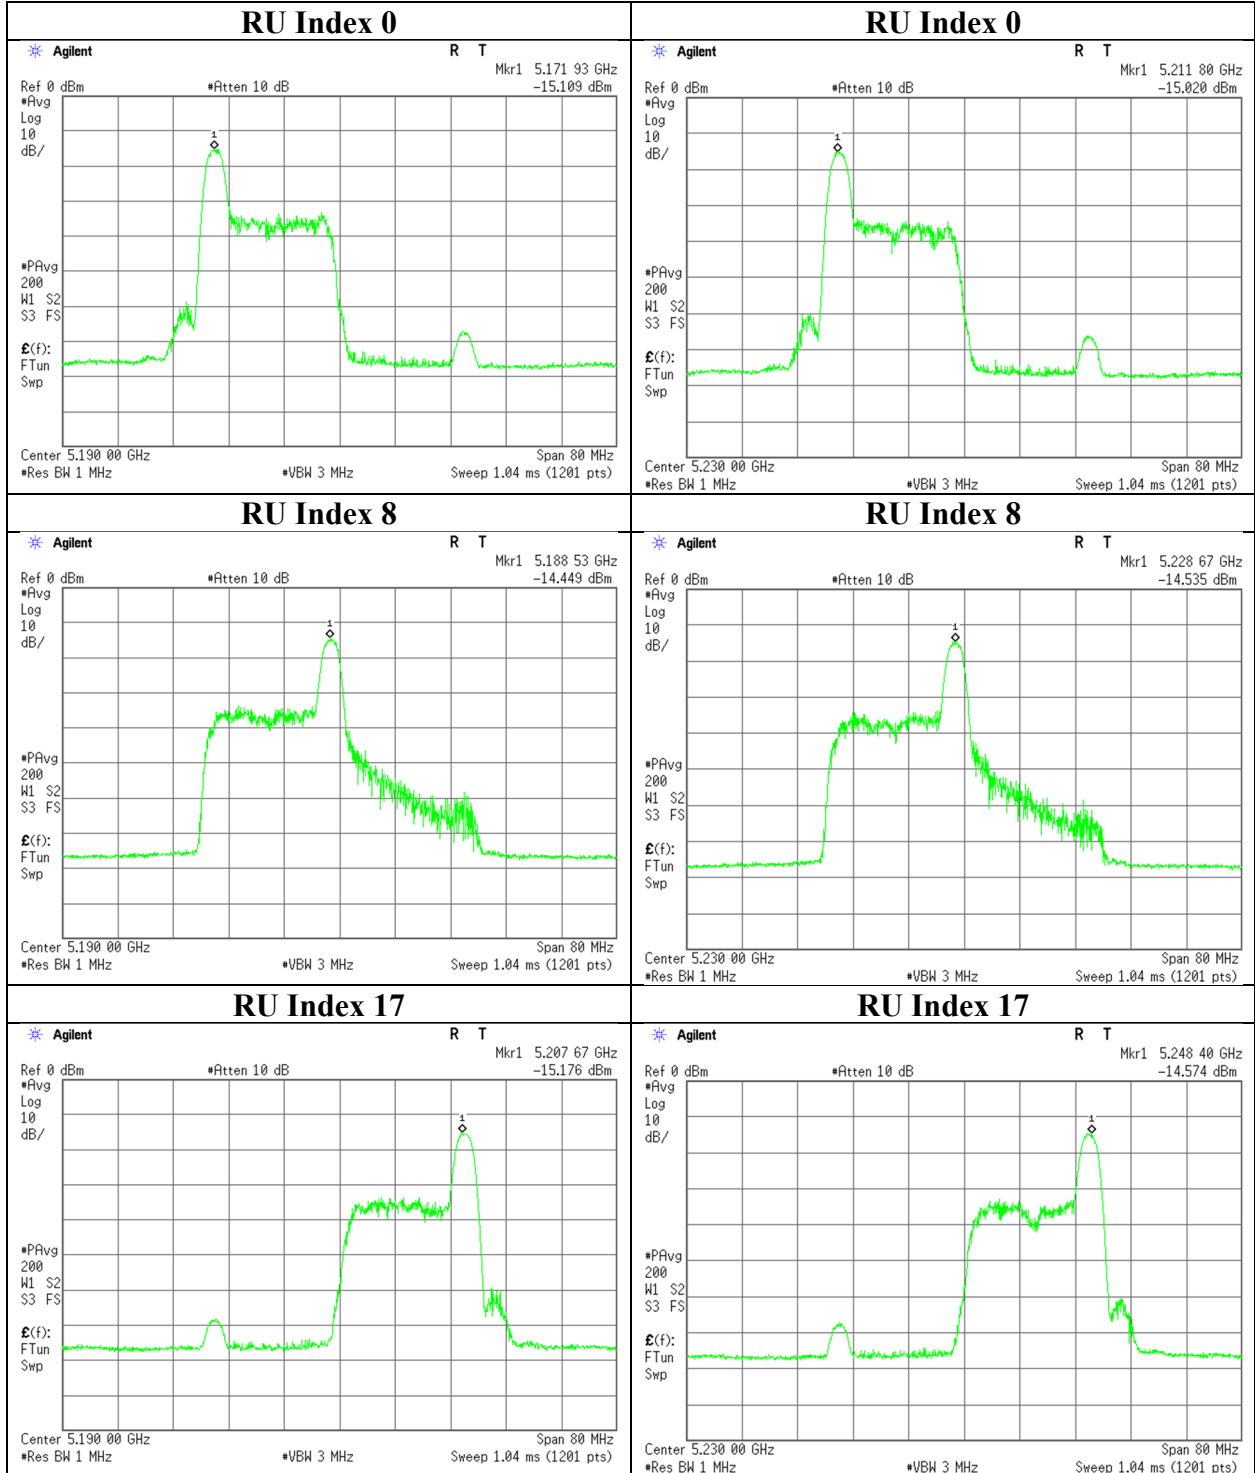 RU Index 0
Agilent
R T
Mkr1 5.171 93 GHz
Ref 0 dBm #Atten 10 dB -15.109 dBm
#Avg
Log
10
dB/
1
#PAvg
200
W1 S2
S3 FS
£(f):
FTun
Swp
Center 5.190 00 GHz Span 80 MHz
#Res BW 1 MHz #VBW 3 MHz Sweep 1.04 ms (1201 pts)
RU Index 0
Agilent
R T
Mkr1 5.211 80 GHz
Ref 0 dBm #Atten 10 dB -15.020 dBm
#Avg
Log
10
dB/
1
#PAvg
200
W1 S2
S3 FS
£(f):
FTun
Swp
Center 5.230 00 GHz Span 80 MHz
#Res BW 1 MHz #VBW 3 MHz Sweep 1.04 ms (1201 pts)
RU Index 8
Agilent
R T
Mkr1 5.188 53 GHz
Ref 0 dBm #Atten 10 dB -14.449 dBm
#Avg
Log
10
dB/
1
#PAvg
200
W1 S2
S3 FS
£(f):
FTun
Swp
Center 5.190 00 GHz Span 80 MHz
#Res BW 1 MHz #VBW 3 MHz Sweep 1.04 ms (1201 pts)
RU Index 8
Agilent
R T
Mkr1 5.228 67 GHz
Ref 0 dBm #Atten 10 dB -14.535 dBm
#Avg
Log
10
dB/
1
#PAvg
200
W1 S2
S3 FS
£(f):
FTun
Swp
Center 5.230 00 GHz Span 80 MHz
#Res BW 1 MHz #VBW 3 MHz Sweep 1.04 ms (1201 pts)
RU Index 17
Agilent
R T
Mkr1 5.207 67 GHz
Ref 0 dBm #Atten 10 dB -15.176 dBm
#Avg
Log
10
dB/
1
#PAvg
200
W1 S2
S3 FS
£(f):
FTun
Swp
Center 5.190 00 GHz Span 80 MHz
#Res BW 1 MHz #VBW 3 MHz Sweep 1.04 ms (1201 pts)
RU Index 17
Agilent
R T
Mkr1 5.248 40 GHz
Ref 0 dBm #Atten 10 dB -14.574 dBm
#Avg
Log
10
dB/
1
#PAvg
200
W1 S2
S3 FS
£(f):
FTun
Swp
Center 5.230 00 GHz Span 80 MHz
#Res BW 1 MHz #VBW 3 MHz Sweep 1.04 ms (1201 pts)